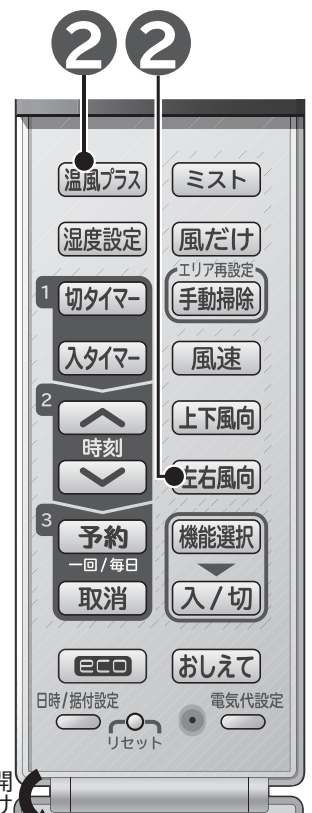 2 2
温風プラス ミスト
湿度設定 風だけ
エリア再設定
1 切タイマー 手動掃除
入タイマー 風速
2
上下風向
時刻
左右風向
3 予約 機能選択
一回/毎日
取消 入/切
eco おしえて
日時/据付設定 電気代設定
リセット
開
け